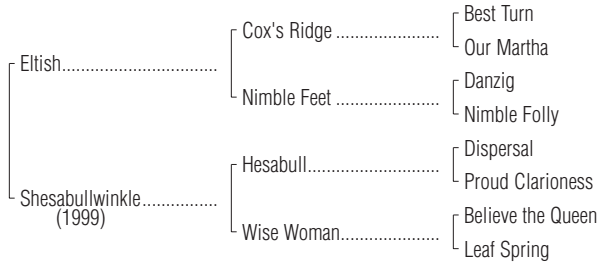 Best Turn
Cox's Ridge ......................
Our Martha
Eltish................................
Danzig
Nimble Feet ......................
Nimble Folly
Dispersal
Hesabull...........................
Proud Clarioness
Shesabullwinkle................
(1999)
Believe the Queen
Wise Woman.....................
Leaf Spring